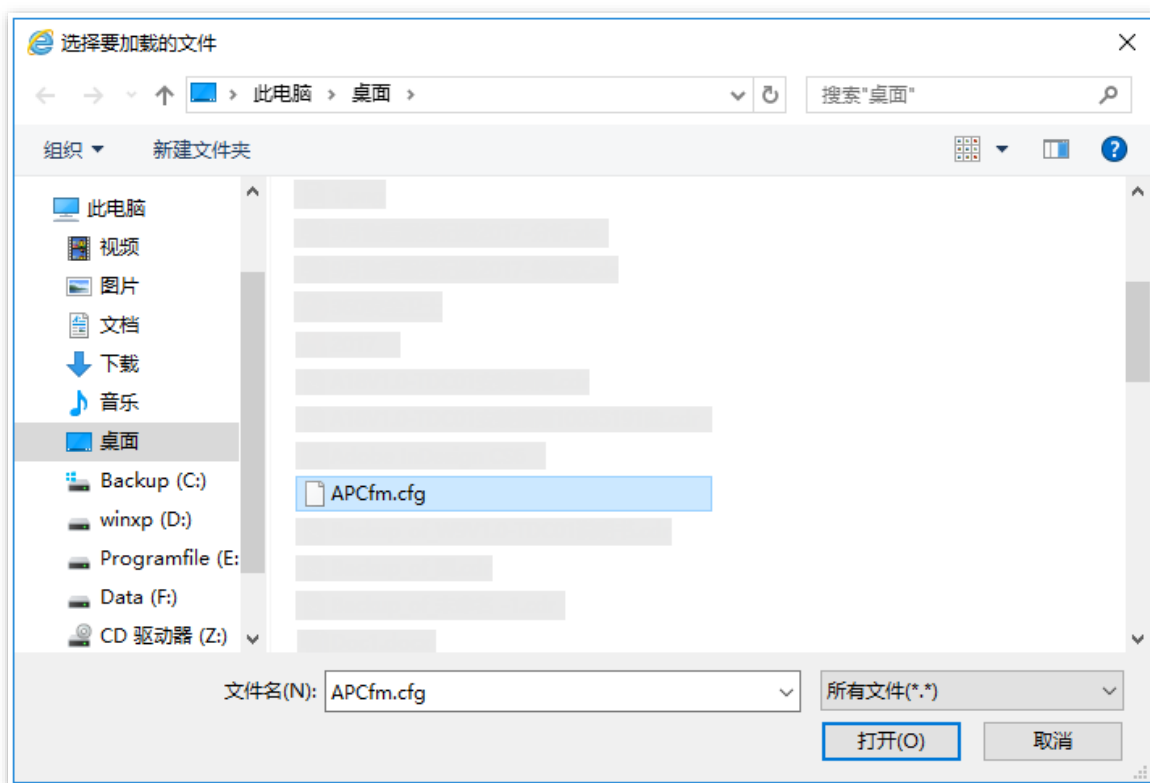 选择要加载的文件
此电脑 › 桌面 ›
搜索"桌面"
组织
新建文件夹
此电脑
视频
图片
文档
下载
音乐
桌面
Backup (C:)
winxp (D:)
Programfile (E:
Data (F:)
CD 驱动器 (Z:)
APCfm.cfg
文件名(N):
APCfm.cfg
所有文件(*.*)
打开(O)
取消